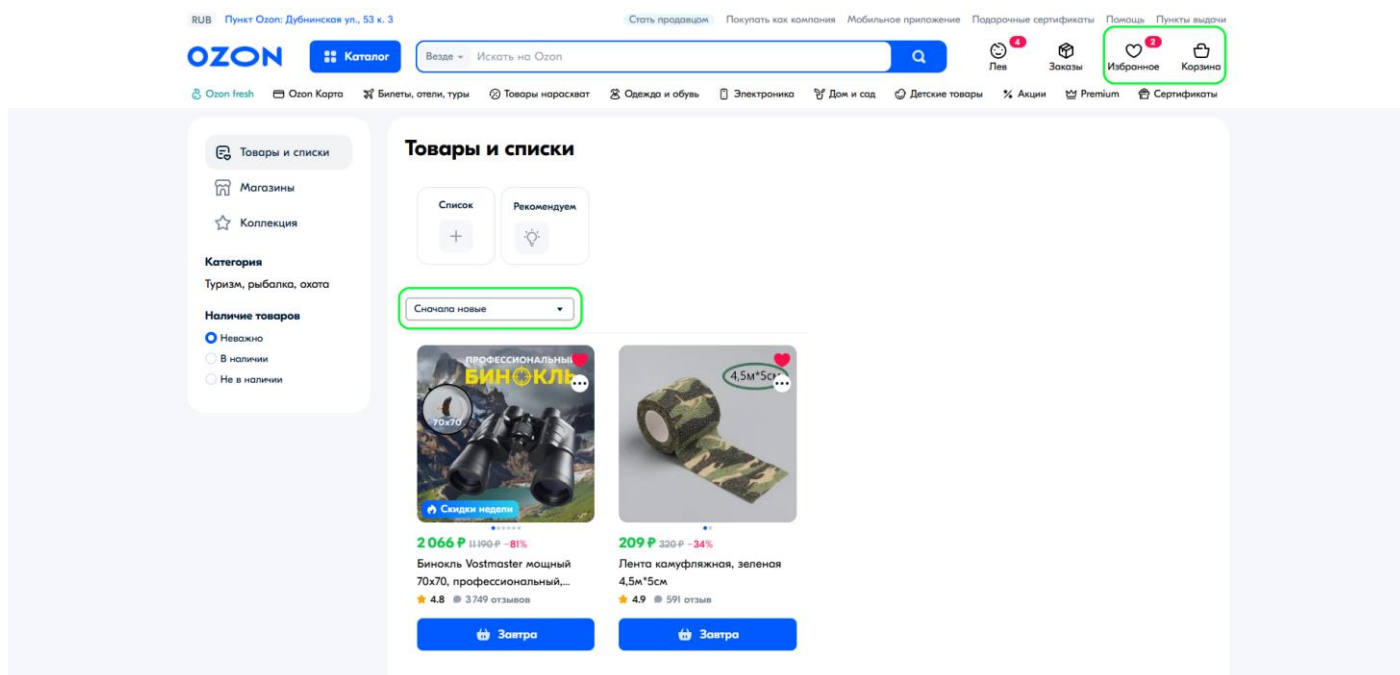 RUB Пункт Ozon: Дубнинская ул., 53 к. 3 Стать продавцом Покупать как компания Мобильное приложение Подарочные сертификаты Помощь Пункты выдачи
OZON Каталог Везде Искать на Ozon 4 Лев Заказы 2 Избранное Корзина
Ozon fresh Ozon Карта Билеты, отели, туры Товары нарасхват Одежда и обувь Электроника Дом и сад Детские товары Акции Premium Сертификаты
Товары и списки
Магазины
Коллекция
Категория
Туризм, рыбалка, охота
Наличие товаров
Неважно
В наличии
Не в наличии
Товары и списки
Список
Рекомендуем
Сначала новые
ПРОФЕССИОНАЛЬНЫ
БИНОКЛЬ
70x70
Скидки недели
2 066 ₽ 11 190 ₽ −81%
Бинокль Vostmaster мощный
70x70, профессиональный,...
4.8 3 749 отзывов
Завтра
4,5м*5см
209 ₽ 320 ₽ −34%
Лента камуфляжная, зеленая
4,5м*5см
4.9 591 отзыв
Завтра